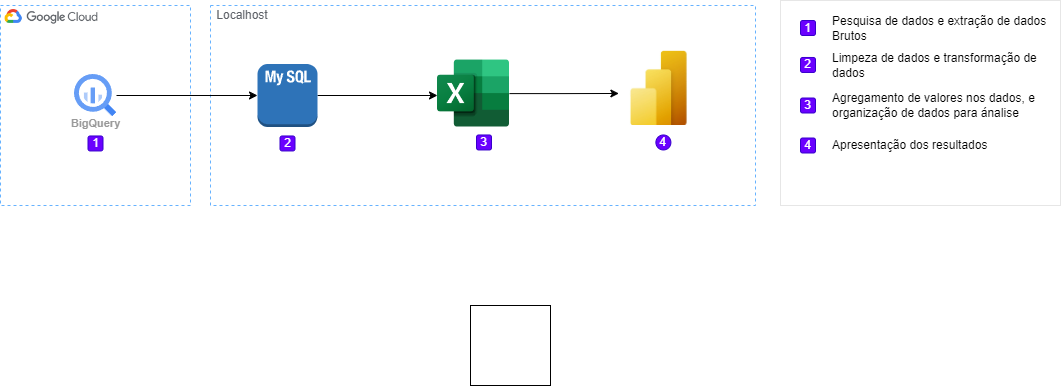 Google Cloud
Localhost
BigQuery
1
My SQL
2
X
3
4
1
Pesquisa de dados e extração de dados
Brutos
2
Limpeza de dados e transformação de
dados
3
Agregamento de valores nos dados, e
organização de dados para ánalise
4
Apresentação dos resultados